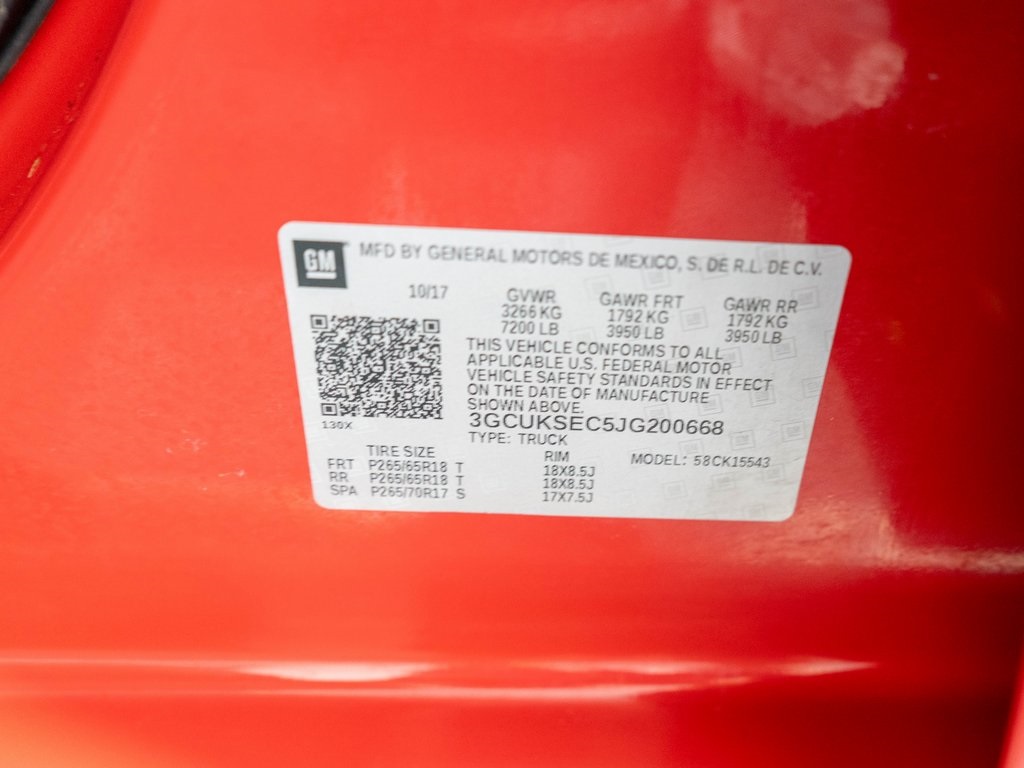 GM
MFD BY GENERAL MOTORS DE MEXICO, S. DE R.L. DE C.V.
10/17
GVWR GAWR FRT GAWR RR
3266 KG 1792 KG 1792 KG
7200 LB 3950 LB 3950 LB
THIS VEHICLE CONFORMS TO ALL
APPLICABLE U.S. FEDERAL MOTOR
VEHICLE SAFETY STANDARDS IN EFFECT
ON THE DATE OF MANUFACTURE
SHOWN ABOVE.
130X
3GCUKSEC5JG200668
TYPE: TRUCK
TIRE SIZE RIM MODEL: 58CK15543
FRT P265/65R18 T 18X8.5J
RR P265/65R18 T 18X8.5J
SPA P265/70R17 S 17X7.5J